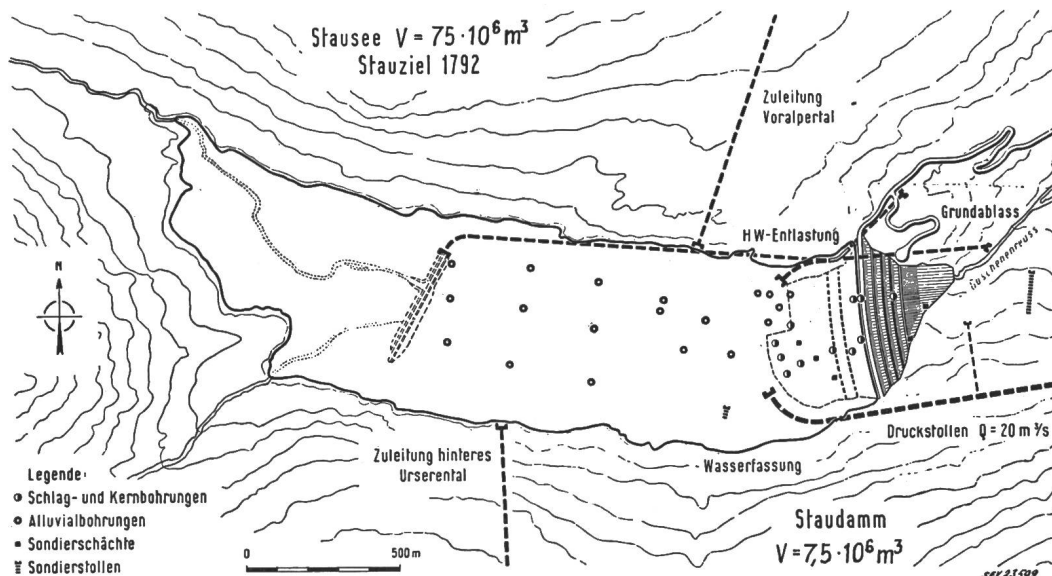 Stausee V = 75·10⁶ m³
Stauziel 1792
Zuleitung
Voralpertal
HW-Entlastung
Grundablass
Göschenenreuss
N
Druckstollen Q = 20 m³/s
Wasserfassung
Zuleitung hinteres
Urserental
Staudamm
V = 7,5·10⁶ m³
Legende:
Schlag- und Kernbohrungen
Alluvialbohrungen
Sondierschächte
Sondierstollen
0 500 m